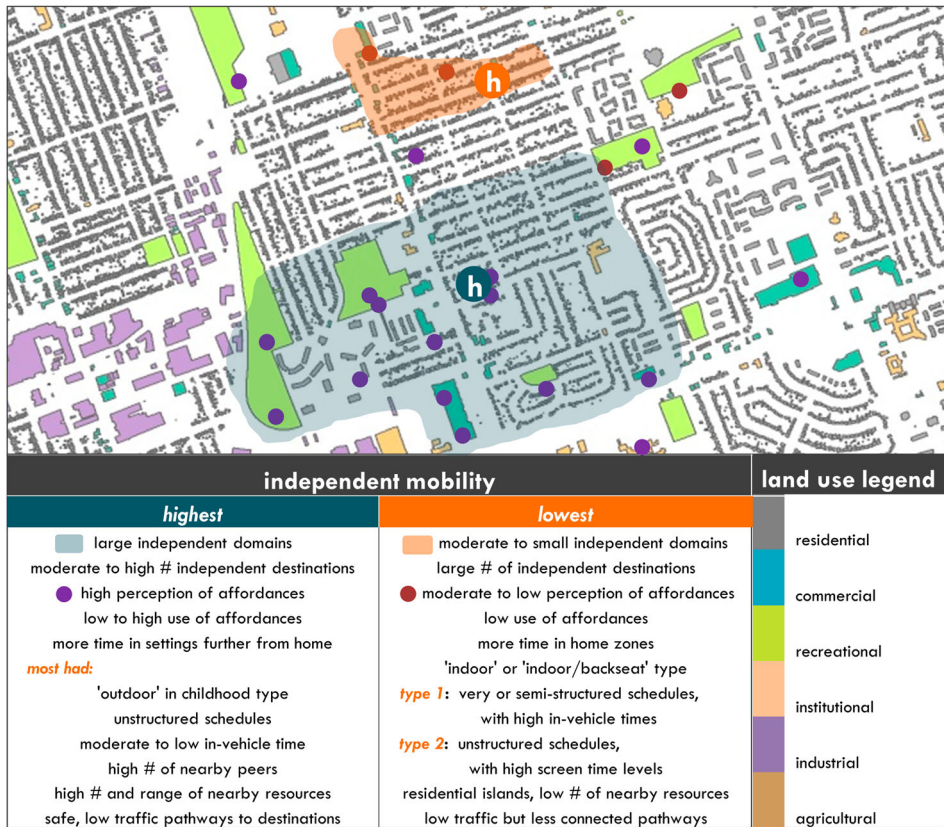 h
h
independent mobility
land use legend
highest
large independent domains
moderate to high # independent destinations
high perception of affordances
low to high use of affordances
more time in settings further from home
most had:
'outdoor' in childhood type
unstructured schedules
moderate to low in-vehicle time
high # of nearby peers
high # and range of nearby resources
safe, low traffic pathways to destinations
lowest
moderate to small independent domains
large # of independent destinations
moderate to low perception of affordances
low use of affordances
more time in home zones
'indoor' or 'indoor/backseat' type
type 1: very or semi-structured schedules,
with high in-vehicle times
type 2: unstructured schedules,
with high screen time levels
residential islands, low # of nearby resources
low traffic but less connected pathways
residential
commercial
recreational
institutional
industrial
agricultural